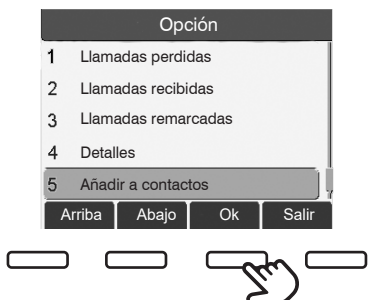 Opción
1 Llamadas perdidas
2 Llamadas recibidas
3 Llamadas remarcadas
4 Detalles
5 Añadir a contactos
Arriba Abajo Ok Salir